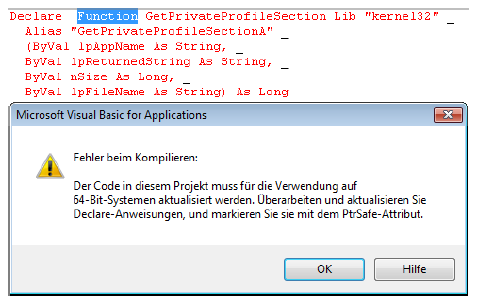 Declare  Function GetPrivateProfileSection Lib "kernel32" _
Alias "GetPrivateProfileSectionA" _
(ByVal lpAppName As String, _
ByVal lpReturnedString As String, _
ByVal nSize As Long, _
ByVal lpFileName As String) As Long
Microsoft Visual Basic for Applications
Fehler beim Kompilieren:
Der Code in diesem Projekt muss für die Verwendung auf
64-Bit-Systemen aktualisiert werden. Überarbeiten und aktualisieren Sie
Declare-Anweisungen, und markieren Sie sie mit dem PtrSafe-Attribut.
OK
Hilfe